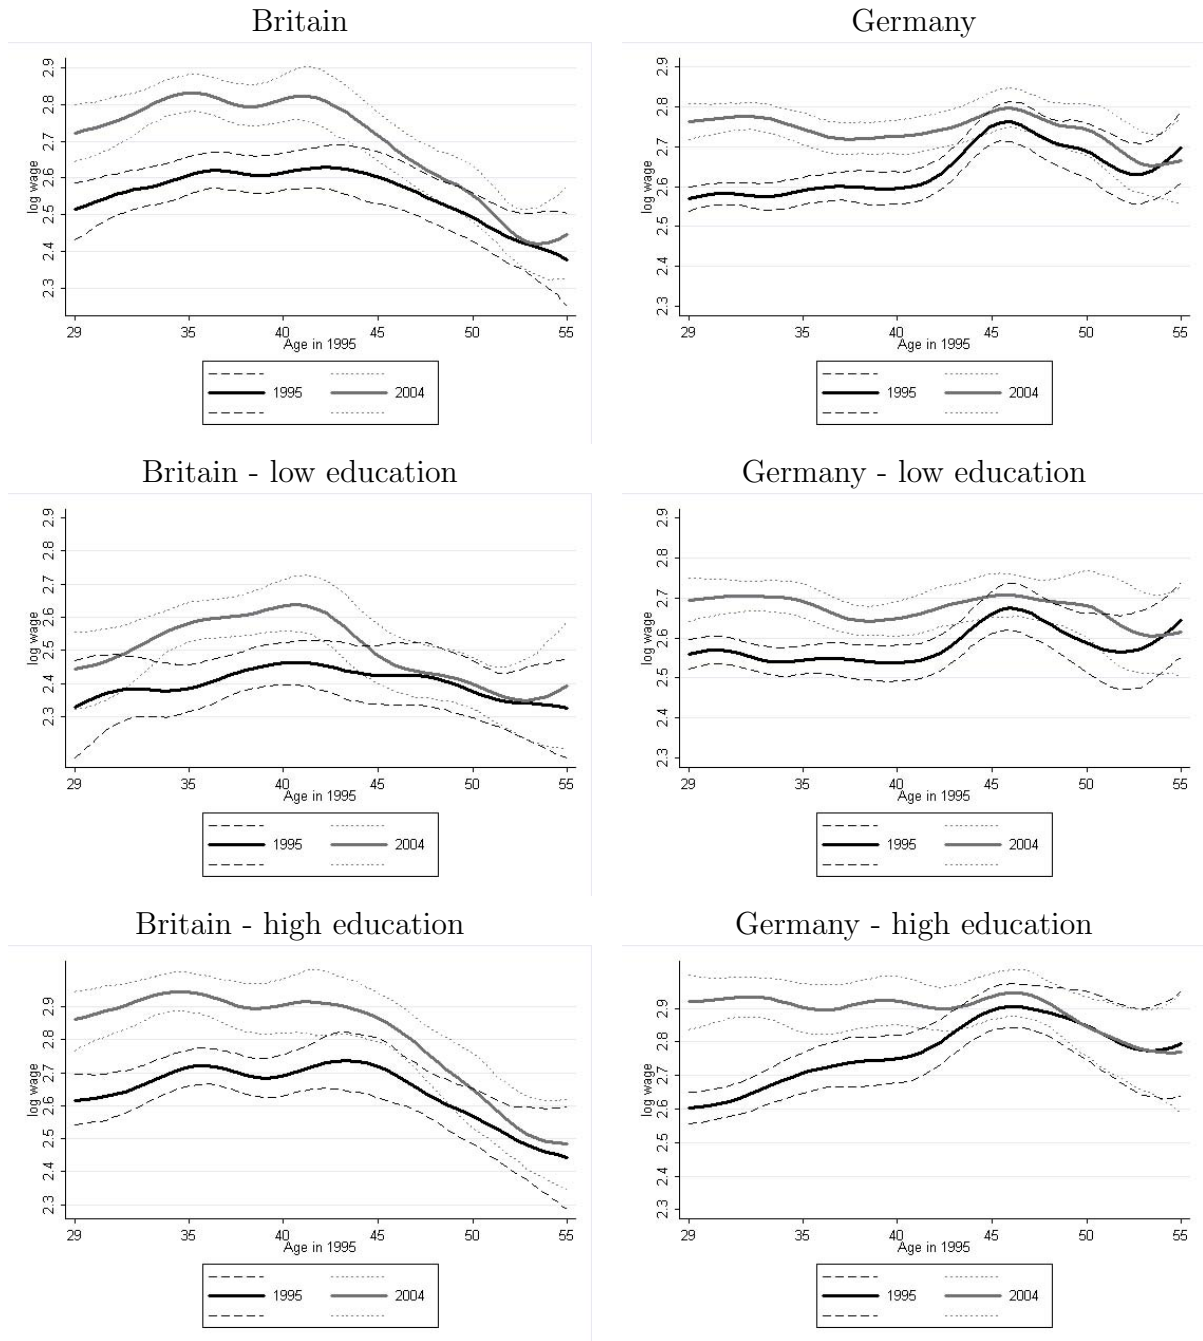 Britain
Germany
2.9
2.8
2.7
2.6
2.5
2.4
2.3
log wage
29 35 40 45 50 55
Age in 1995
1995 2004
2.9
2.8
2.7
2.6
2.5
2.4
2.3
log wage
29 35 40 45 50 55
Age in 1995
1995 2004
Britain - low education
Germany - low education
2.9
2.8
2.7
2.6
2.5
2.4
2.3
log wage
29 35 40 45 50 55
Age in 1995
1995 2004
2.9
2.8
2.7
2.6
2.5
2.4
2.3
log wage
29 35 40 45 50 55
Age in 1995
1995 2004
Britain - high education
Germany - high education
2.9
2.8
2.7
2.6
2.5
2.4
2.3
log wage
29 35 40 45 50 55
Age in 1995
1995 2004
2.9
2.8
2.7
2.6
2.5
2.4
2.3
log wage
29 35 40 45 50 55
Age in 1995
1995 2004